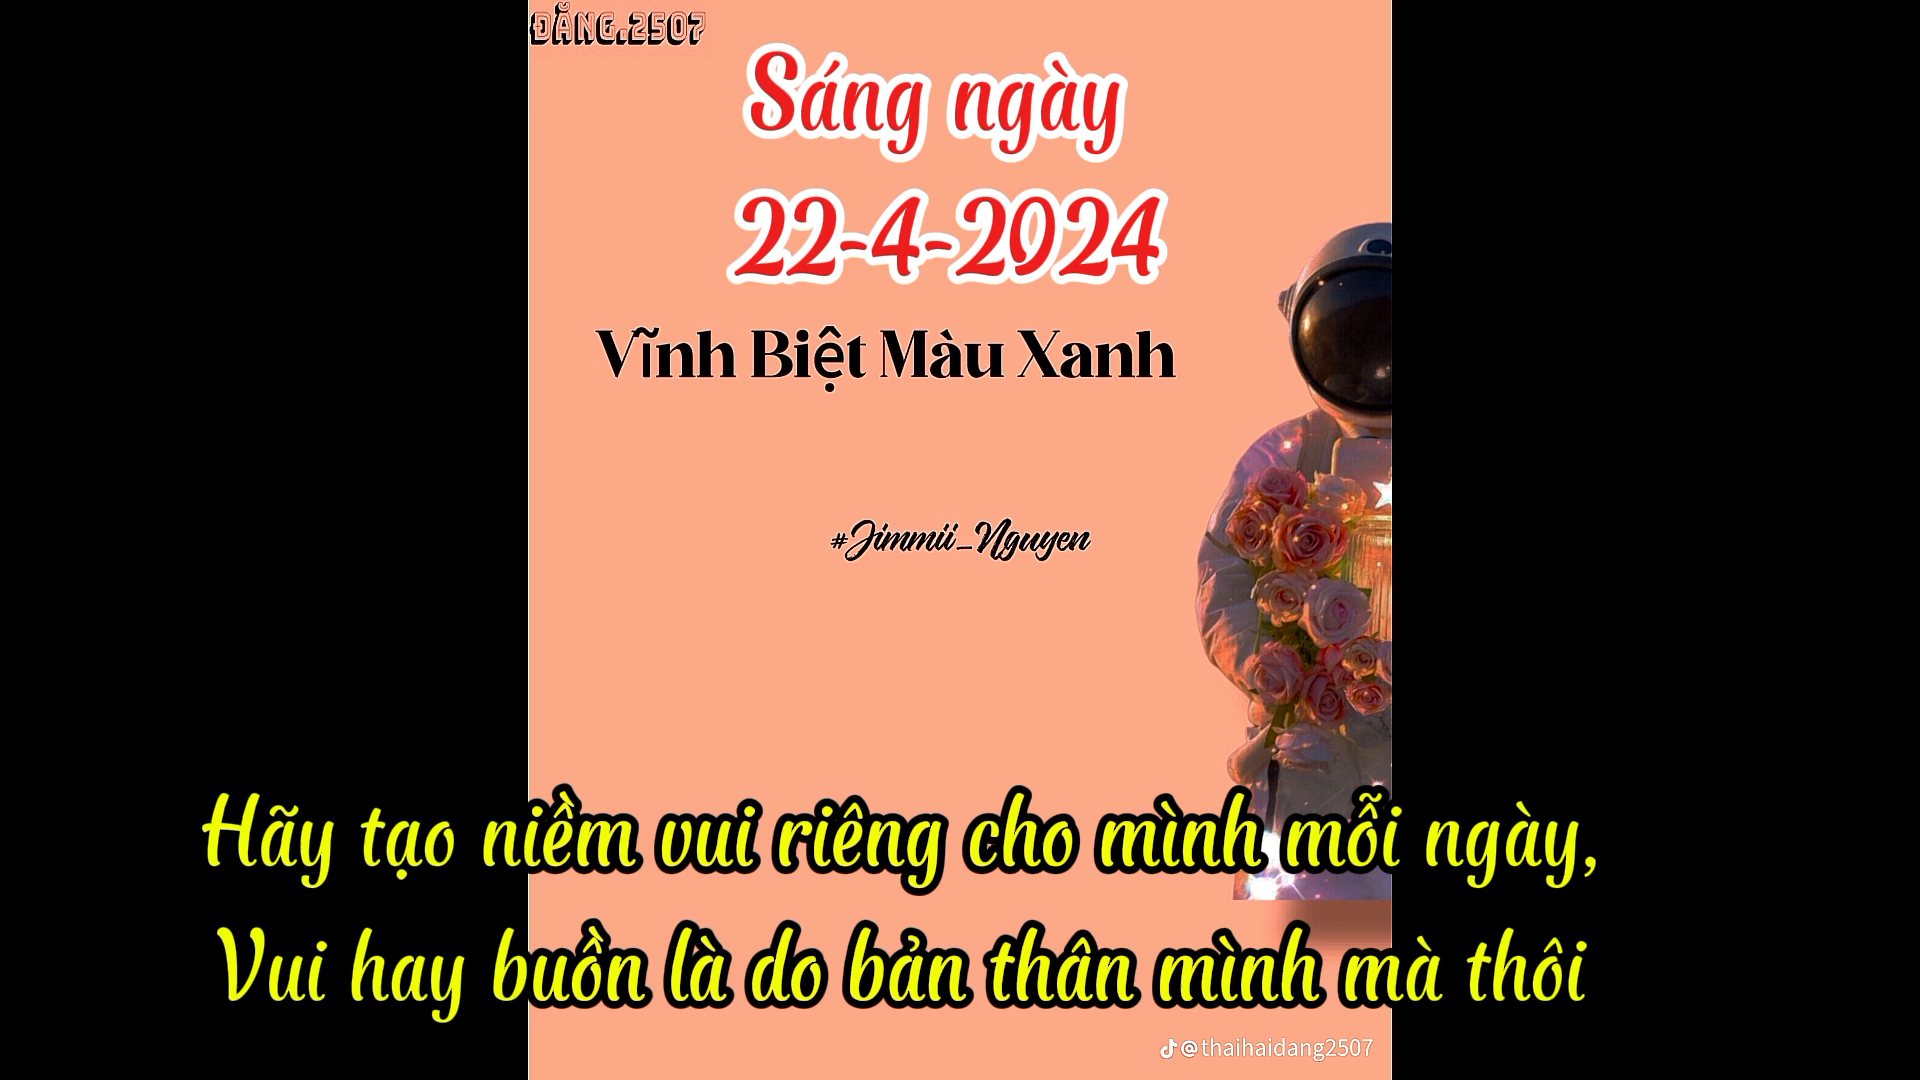 ĐĂNG.2507
Sáng ngày
22-4-2024
Vĩnh Biệt Màu Xanh
#Jimmii_Nguyen
Hãy tạo niềm vui riêng cho mình mỗi ngày,
Vui hay buồn là do bản thân mình mà thôi
@thaihaidang2507